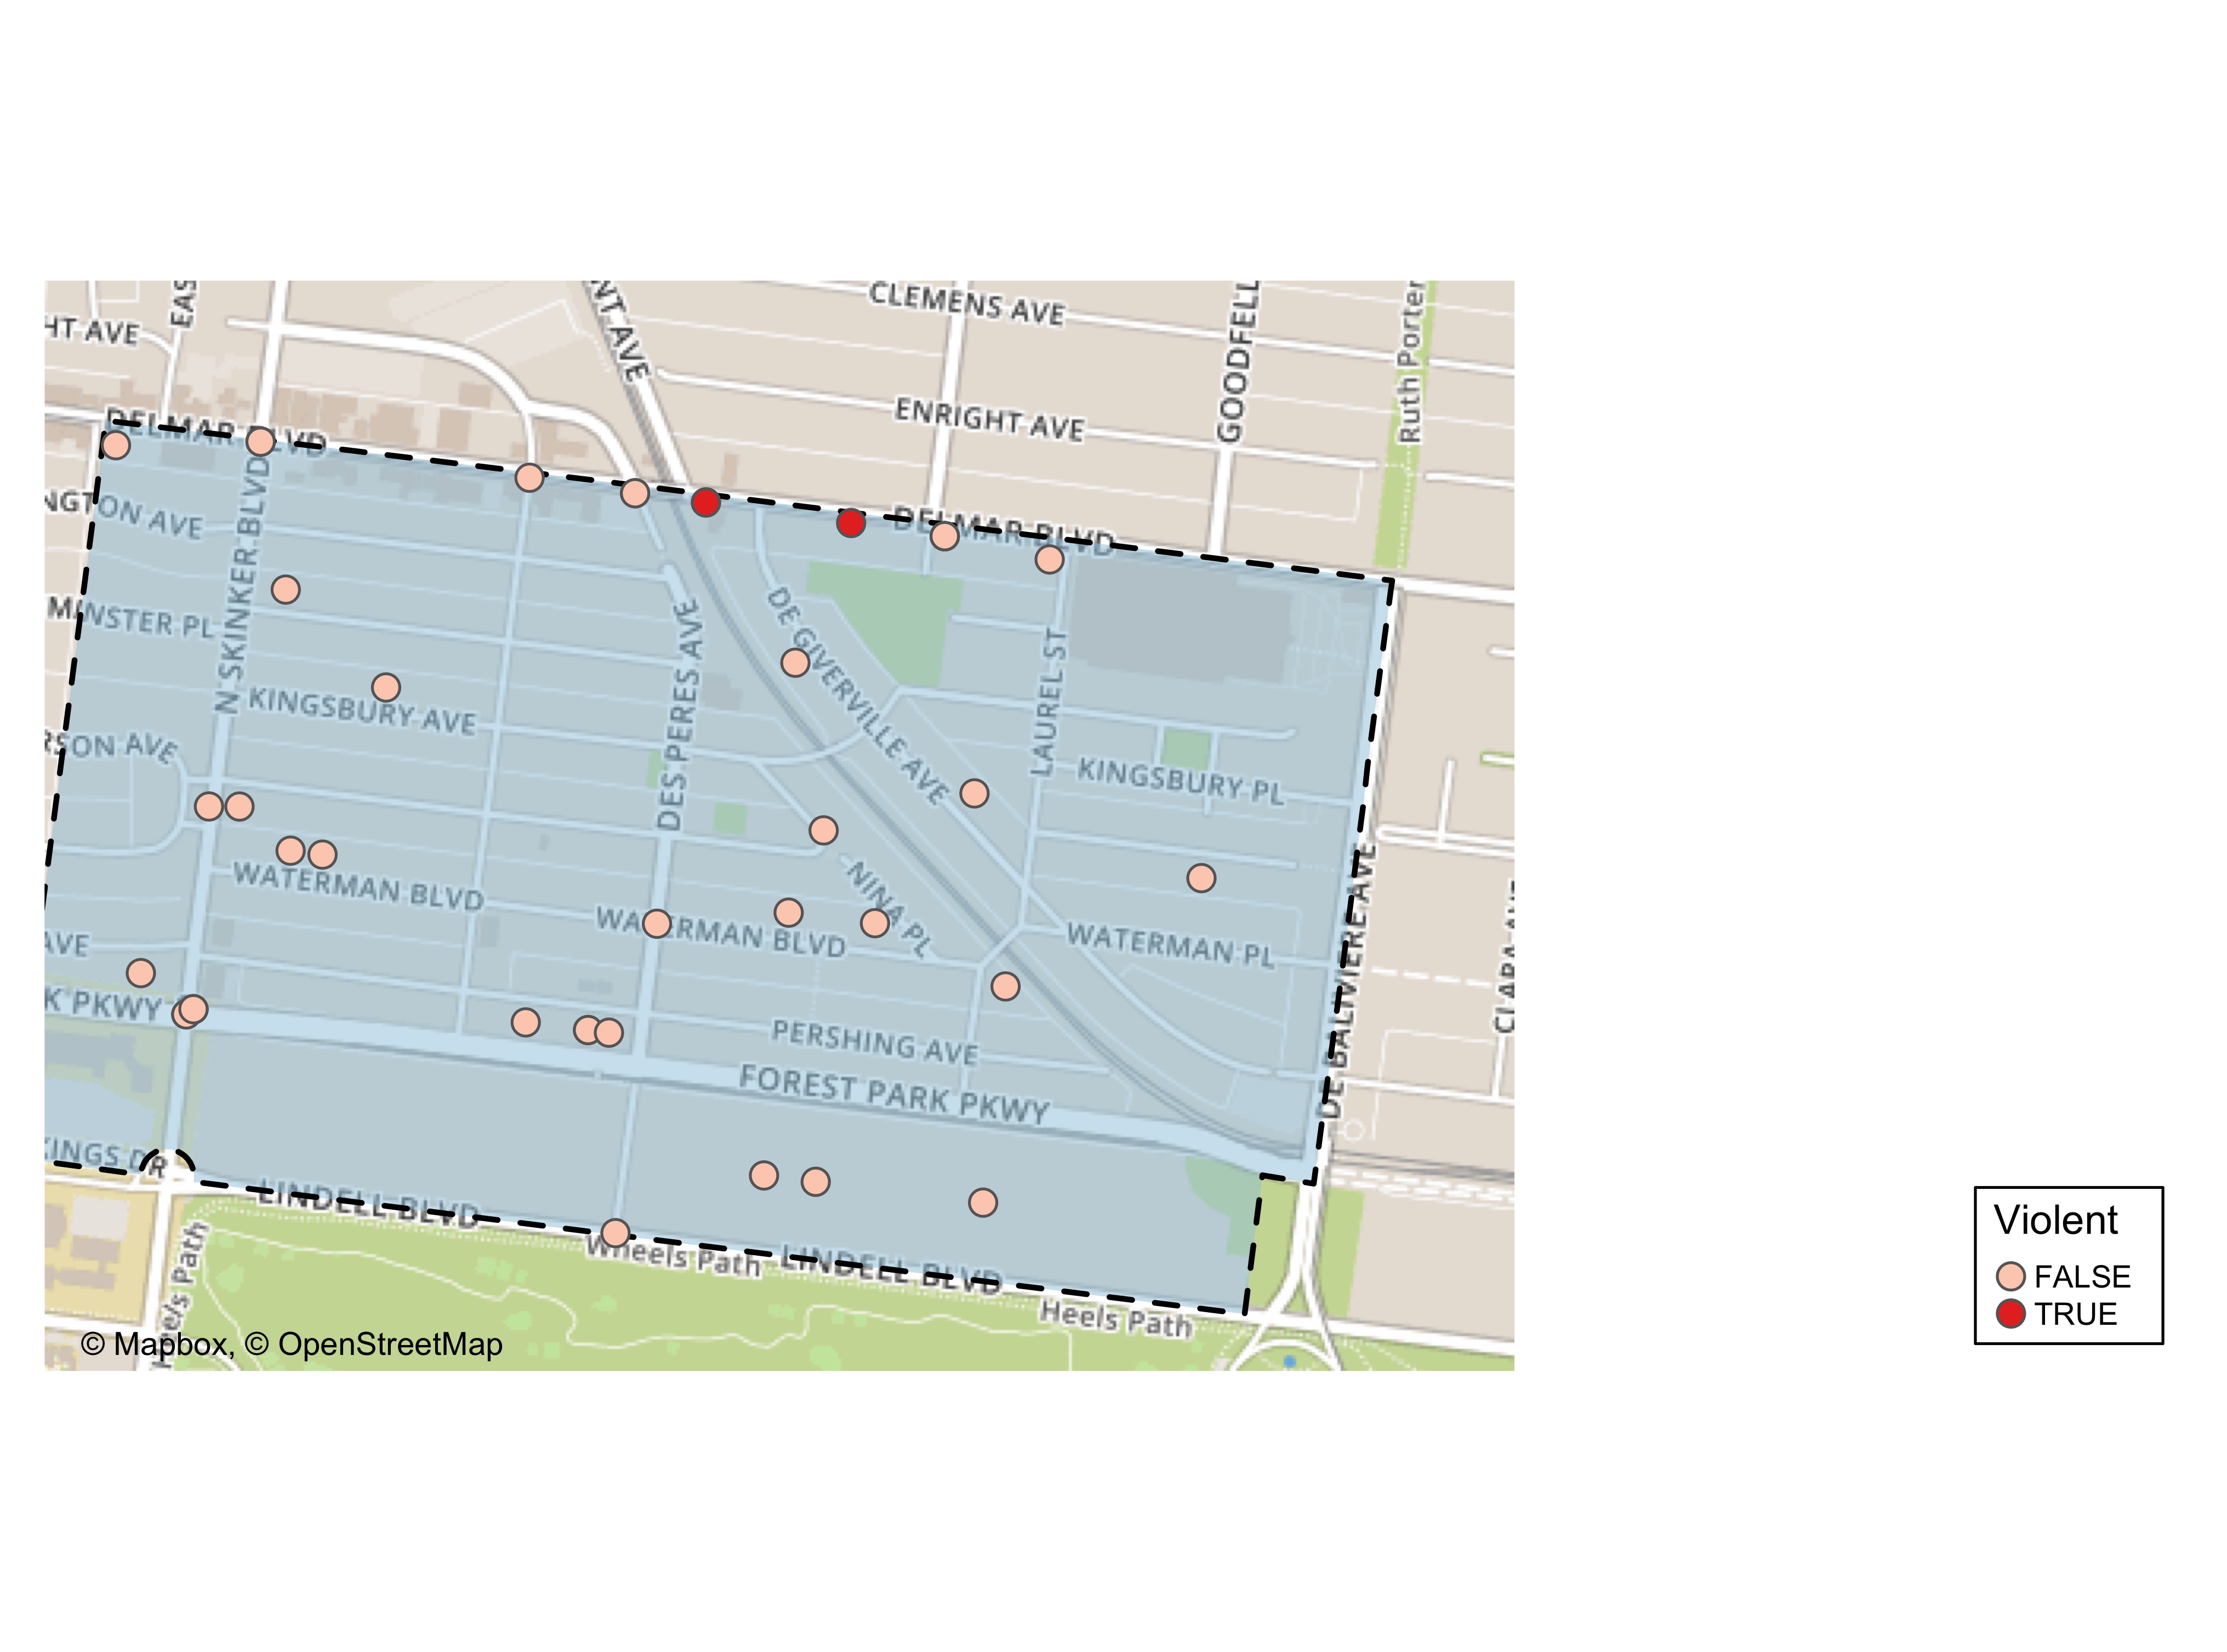 EAS
NT AVE
CLEMENS AVE
GOODFELL
Ruth Porter
HT AVE
ENRIGHT AVE
DELMAR BLVD
NGTON AVE
DELMAR BLVD
N SKINKER BLVD
MINSTER PL
DES PERES AVE
DE GIVERVILLE AVE
LAUREL ST
KINGSBURY AVE
RSON AVE
KINGSBURY PL
WATERMAN BLVD
NINA PL
WATERMAN BLVD
WATERMAN PL
DE BALIVIERE AVE
CLARA AVE
AVE
K PKWY
PERSHING AVE
FOREST PARK PKWY
KINGS DR
LINDELL BLVD
Wheels Path
LINDELL BLVD
Heels Path
Heels Path
© Mapbox, © OpenStreetMap
Violent
FALSE
TRUE